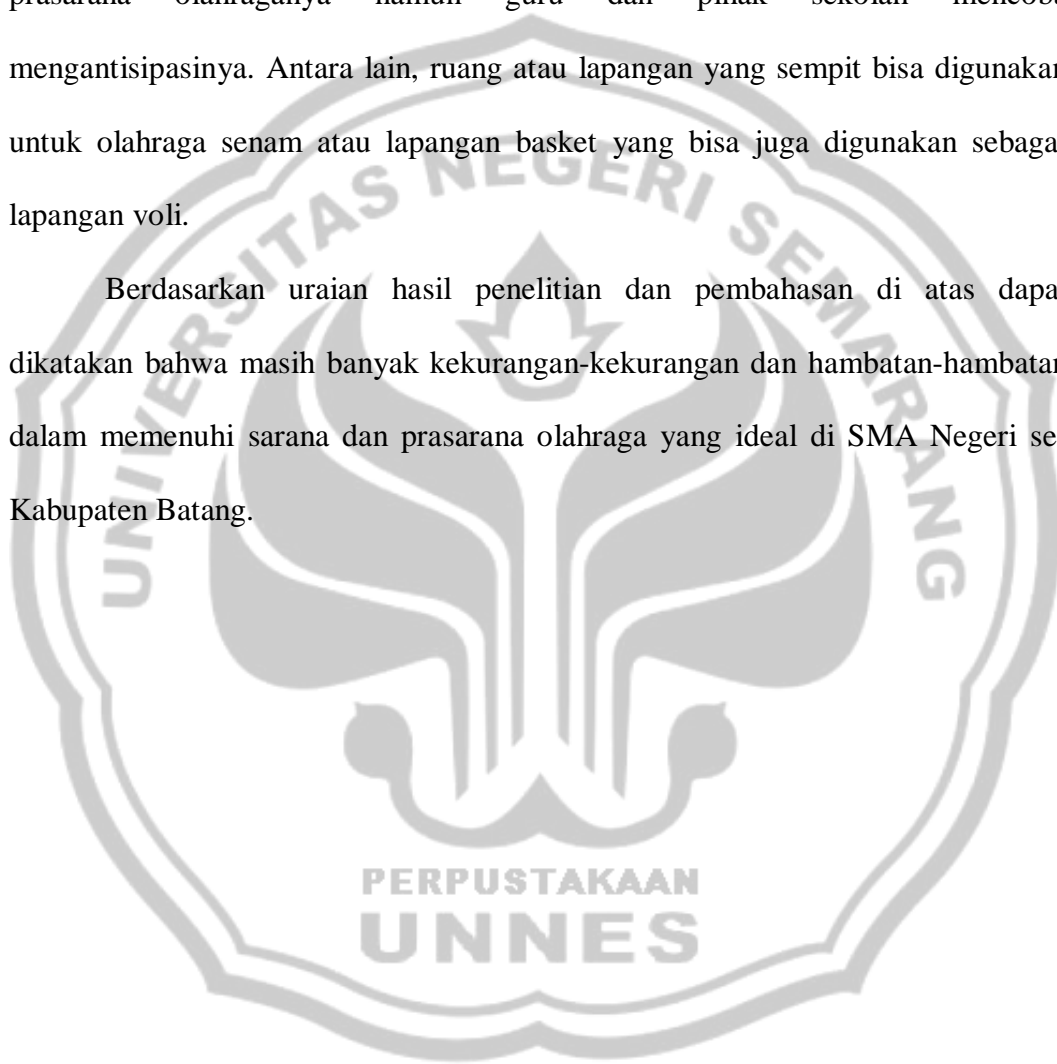 prasarana olahraganya namun guru dan pihak sekolah mencoba
mengantisipasinya. Antara lain, ruang atau lapangan yang sempit bisa digunakan
untuk olahraga senam atau lapangan basket yang bisa juga digunakan sebagai
lapangan voli.
Berdasarkan uraian hasil penelitian dan pembahasan di atas dapat
dikatakan bahwa masih banyak kekurangan-kekurangan dan hambatan-hambatan
dalam memenuhi sarana dan prasarana olahraga yang ideal di SMA Negeri se-
Kabupaten Batang.
UNIVERSITAS NEGERI SEMARANG
PERPUSTAKAAN
UNNES